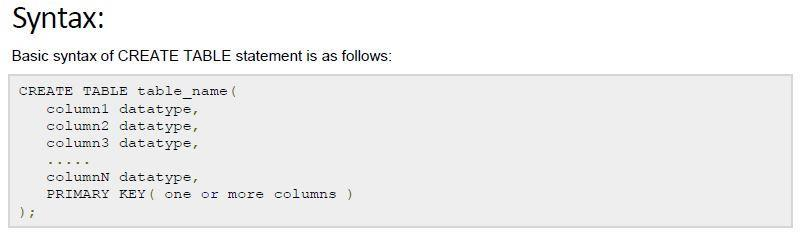 Syntax:
Basic syntax of CREATE TABLE statement is as follows:
CREATE TABLE table_name(
column1 datatype,
column2 datatype,
column3 datatype,
.....
columnN datatype,
PRIMARY KEY( one or more columns )
);